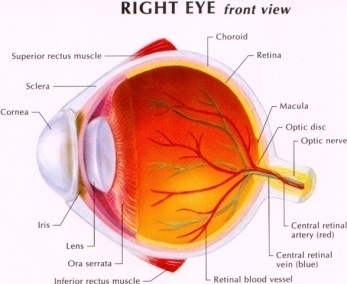 RIGHT EYE front view
Choroid
Superior rectus muscle
Retina
Sclera
Cornea
Macula
Optic disc
Optic nerve
Iris
Central retinal
artery (red)
Lens
Central retinal
vein (blue)
Ora serrata
Inferior rectus muscle
Retinal blood vessel